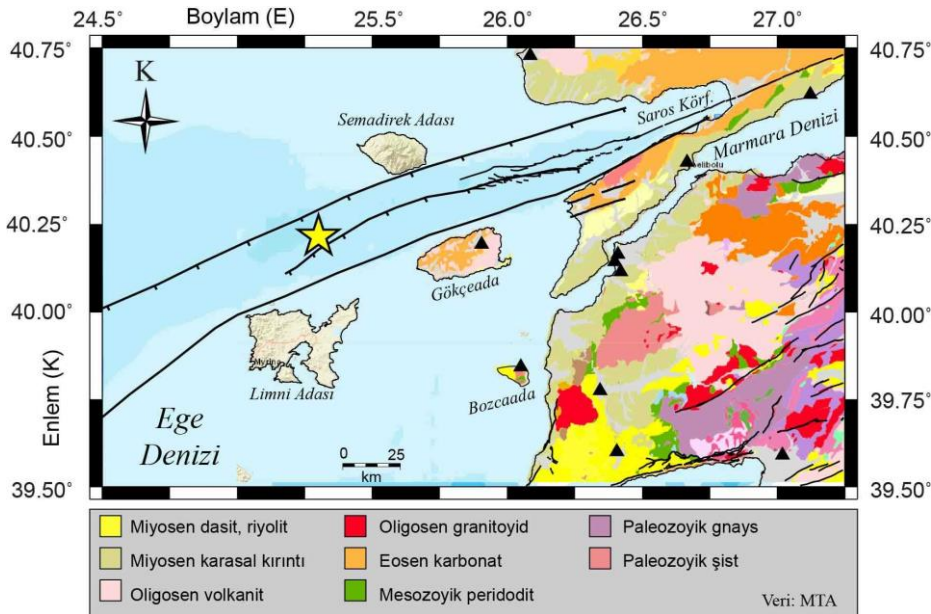 24.5°
Boylam (E)
25.5°
26.0°
26.5°
27.0°
40.75°
40.75°
K
Saros Körf.
Semadirek Adası
40.50°
40.50°
Marmara Denizi
Gelibolu
40.25°
40.25°
Gökçeada
40.00°
40.00°
Limni Adası
Bozcaada
39.75°
39.75°
Enlem (K)
Ege
Denizi
0 25
km
39.50°
39.50°
Miyosen dasit, riyolit
Oligosen granitoyid
Paleozoyik gnays
Miyosen karasal kırıntı
Eosen karbonat
Paleozoyik şist
Oligosen volkanit
Mesozoyik peridodit
Veri: MTA